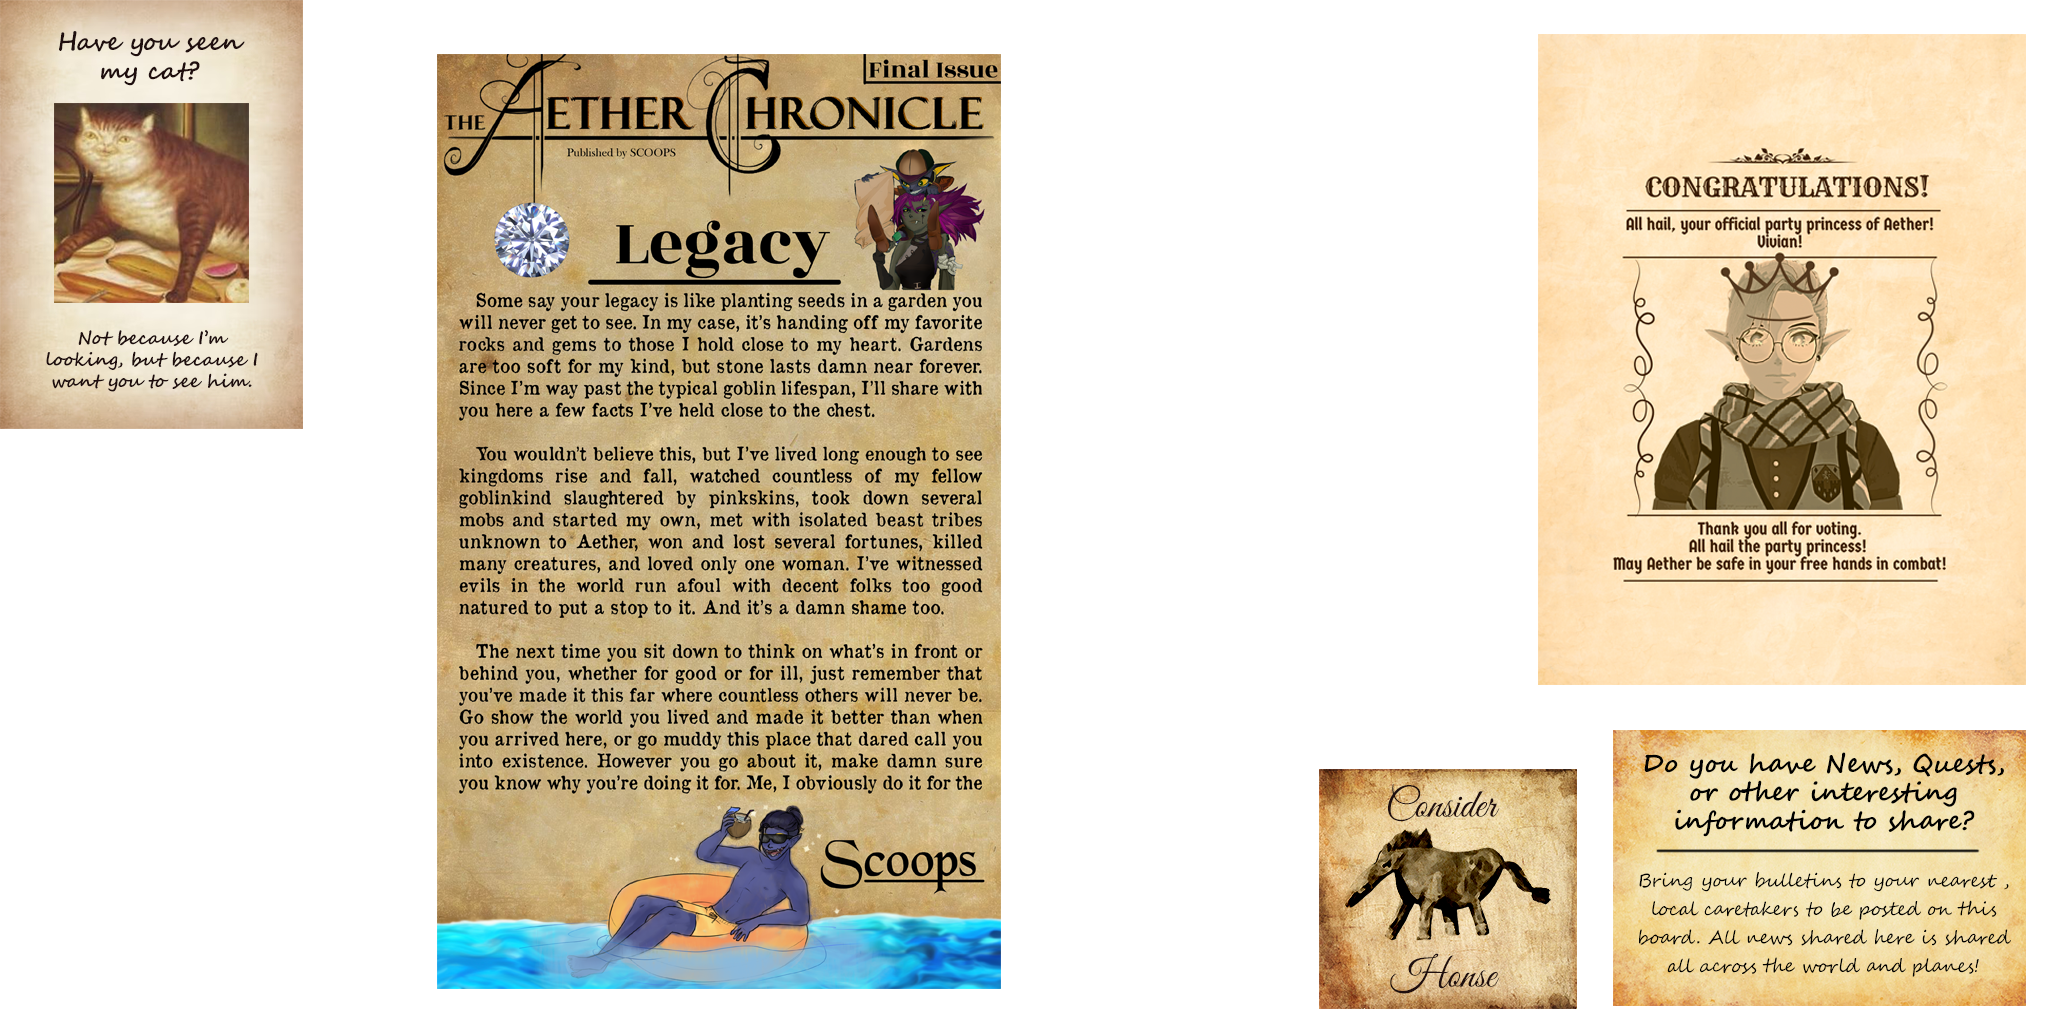 Have you seen
my cat?
Not because I'm
looking, but because I
want you to see him.
Final Issue
THE AETHER CHRONICLE
Published by SCOOPS
Legacy
Some say your legacy is like planting seeds in a garden you
will never get to see. In my case, it's handing off my favorite
rocks and gems to those I hold close to my heart. Gardens
are too soft for my kind, but stone lasts damn near forever.
Since I'm way past the typical goblin lifespan, I'll share with
you here a few facts I've held close to the chest.
You wouldn't believe this, but I've lived long enough to see
kingdoms rise and fall, watched countless of my fellow
goblinkind slaughtered by pinkskins, took down several
mobs and started my own, met with isolated beast tribes
unknown to Aether, won and lost several fortunes, killed
many creatures, and loved only one woman. I've witnessed
evils in the world run afoul with decent folks too good
natured to put a stop to it. And it's a damn shame too.
The next time you sit down to think on what's in front or
behind you, whether for good or for ill, just remember that
you've made it this far where countless others will never be.
Go show the world you lived and made it better than when
you arrived here, or go muddy this place that dared call you
into existence. However you go about it, make damn sure
you know why you're doing it for. Me, I obviously do it for the
Scoops
CONGRATULATIONS!
All hail, your official party princess of Aether!
Vivian!
Thank you all for voting.
All hail the party princess!
May Aether be safe in your free hands in combat!
Consider
Honse
Do you have News, Quests,
or other interesting
information to share?
Bring your bulletins to your nearest ,
local caretakers to be posted on this
board. All news shared here is shared
all across the world and planes!